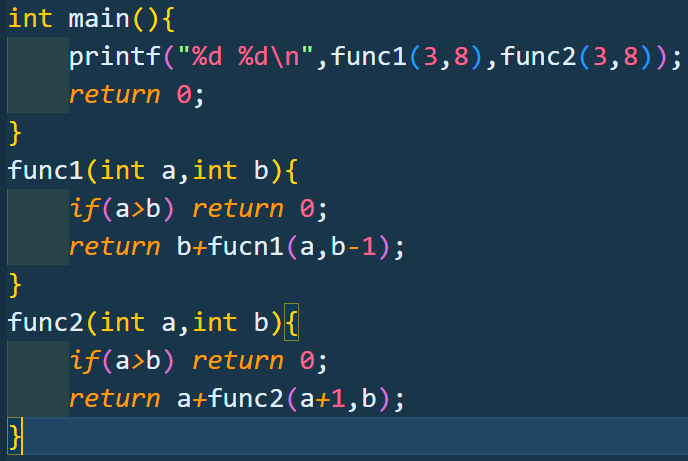 int main(){
printf("%d %d\n",func1(3,8),func2(3,8));
return 0;
}
func1(int a,int b){
if(a>b) return 0;
return b+fucn1(a,b-1);
}
func2(int a,int b){
if(a>b) return 0;
return a+func2(a+1,b);
}